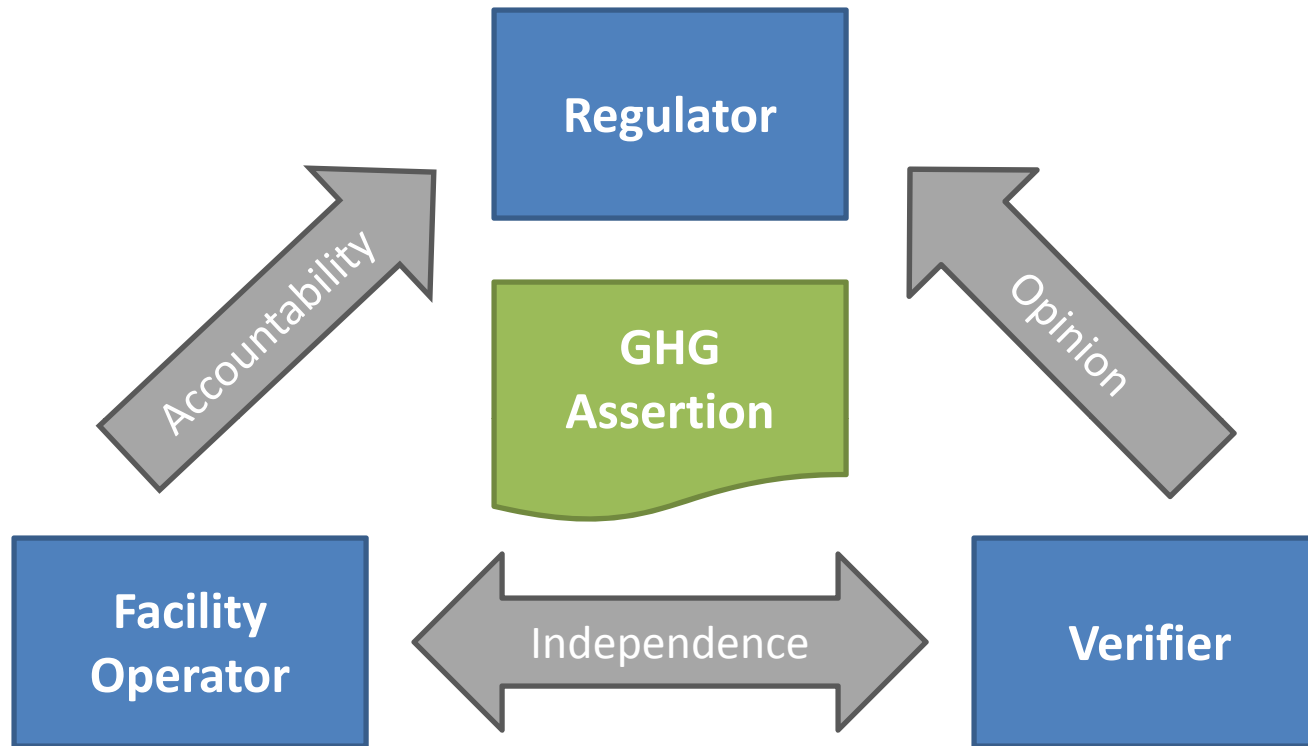 Regulator
Accountability
Opinion
GHG
Assertion
Facility
Operator
Independence
Verifier